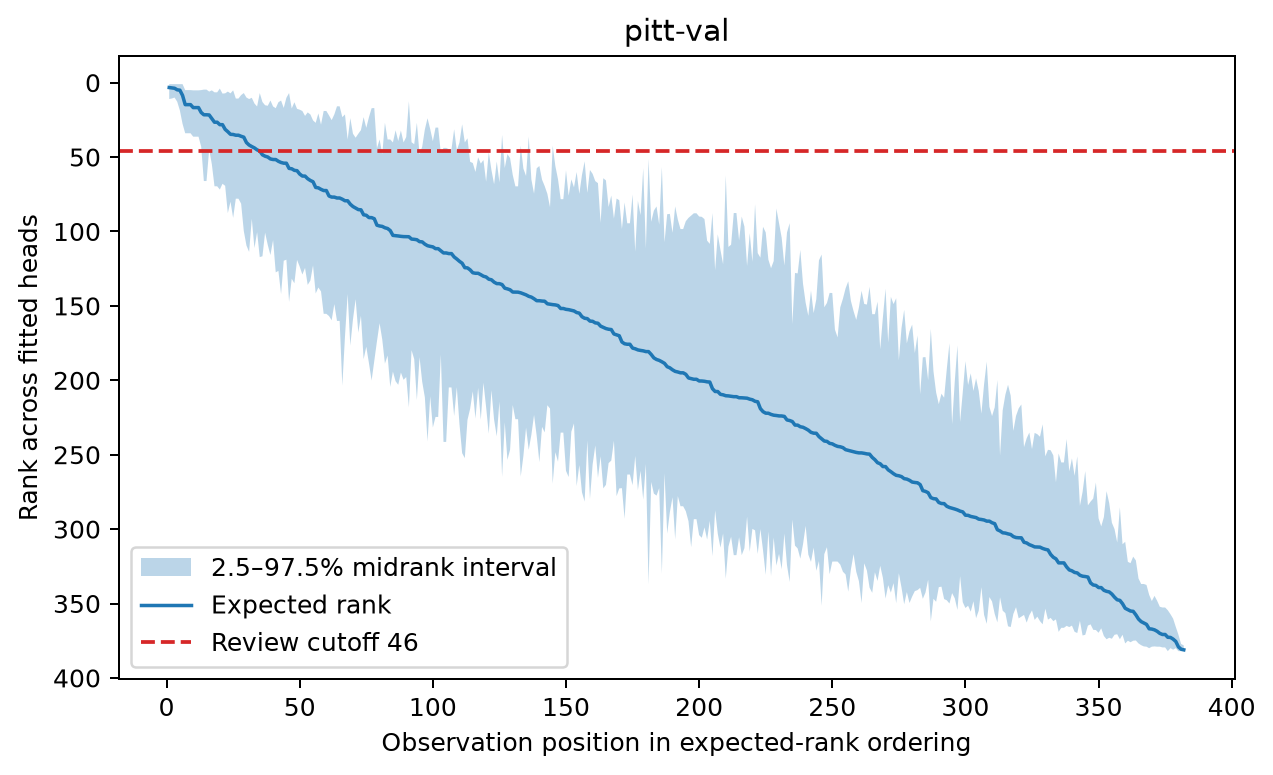 pitt-val
Rank across fitted heads
0
50
100
150
200
250
300
350
400
2.5–97.5% midrank interval
Expected rank
Review cutoff 46
0 50 100 150 200 250 300 350 400
Observation position in expected-rank ordering